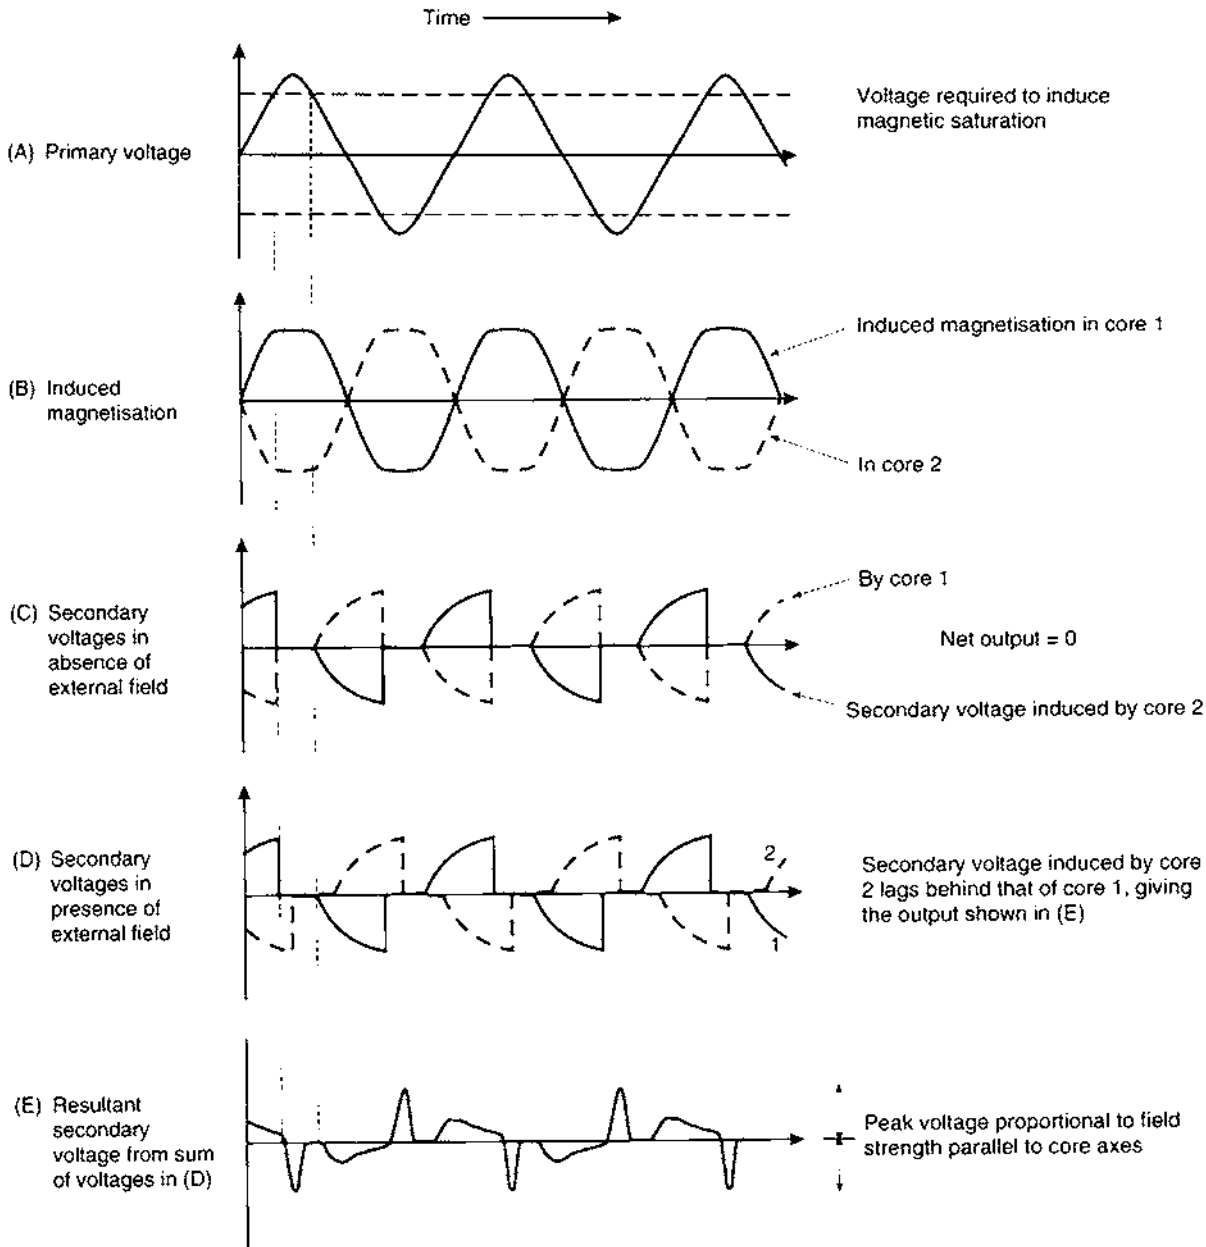 Time
(A) Primary voltage
Voltage required to induce
magnetic saturation
(B) Induced
magnetisation
Induced magnetisation in core 1
In core 2
(C) Secondary
voltages in
absence of
external field
By core 1
Net output = 0
Secondary voltage induced by core 2
(D) Secondary
voltages in
presence of
external field
2
1
Secondary voltage induced by core
2 lags behind that of core 1, giving
the output shown in (E)
(E) Resultant
secondary
voltage from sum
of voltages in (D)
Peak voltage proportional to field
strength parallel to core axes